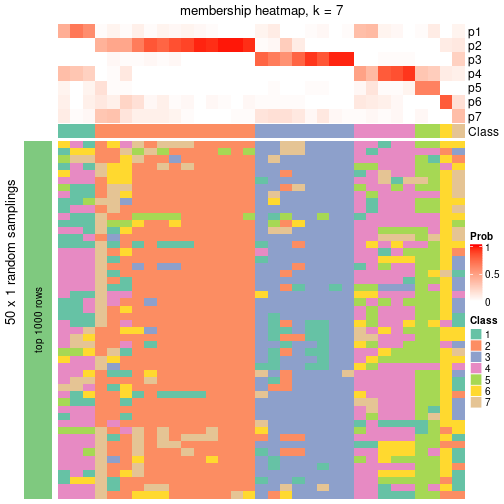 membership heatmap, k = 7
p1
p2
p3
p4
p5
p6
p7
Class
50 x 1 random samplings
top 1000 rows
Prob
1
0.5
0
Class
1
2
3
4
5
6
7